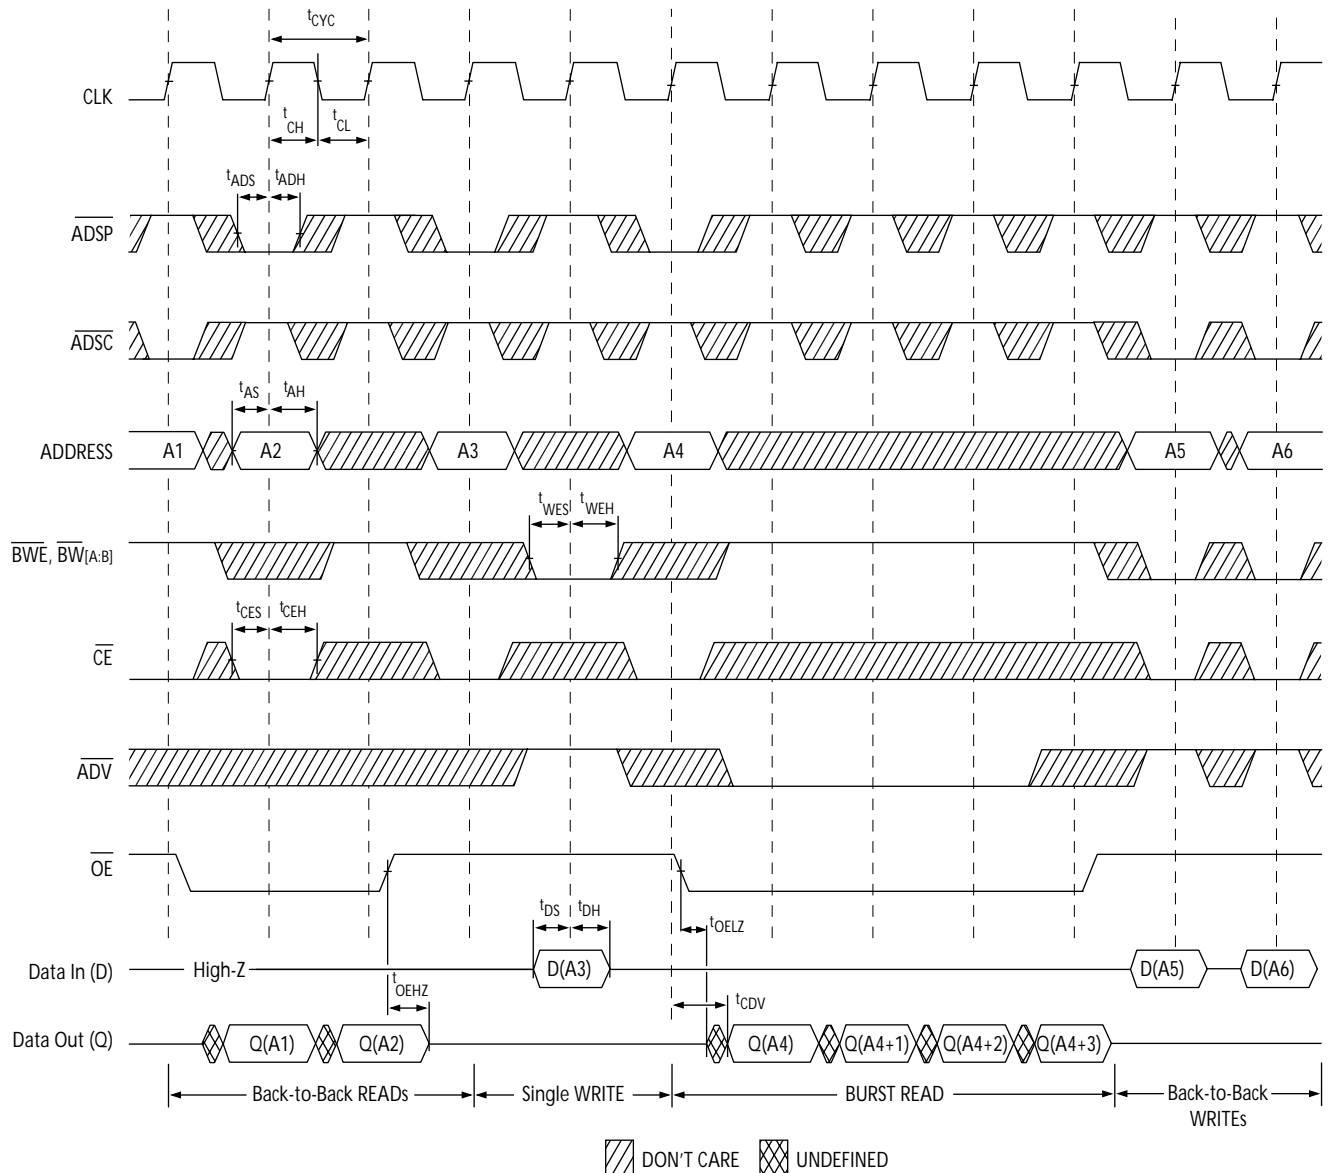 tCYC
CLK
tCH tCL
tADS tADH
ADSP
ADSC
tAS tAH
ADDRESS A1 A2 A3 A4 A5 A6
tWES tWEH
BWE, BW[A:B]
tCES tCEH
CE
ADV
OE
tDS tDH tOELZ
Data In (D) High-Z D(A3) D(A5) D(A6)
tOEHZ tCDV
Data Out (Q) Q(A1) Q(A2) Q(A4) Q(A4+1) Q(A4+2) Q(A4+3)
Back-to-Back READs Single WRITE BURST READ Back-to-Back
WRITEs
DON'T CARE UNDEFINED